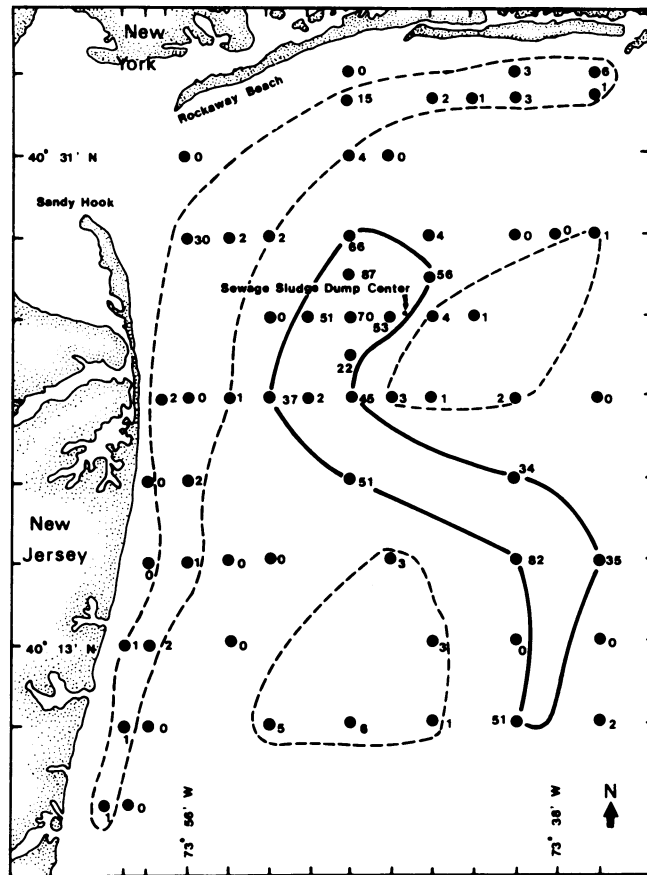 New
York
Rockaway Beach
0 3 6
15 2 1 3 1
40° 31' N 0 4 0
Sandy Hook
30 2 2 66 4 0 0 1
87 56
Sewage Sludge Dump Center
0 51 70 53 4 1
22
2 0 1 37 2 45 3 1 2 0
0 2 51 34
New
Jersey
0 1 0 0 3 82 35
40° 13' N 1 2 0 3 0 0
1 0 5 6 1 51 2
1 0
73° 56' W
73° 38' W
N